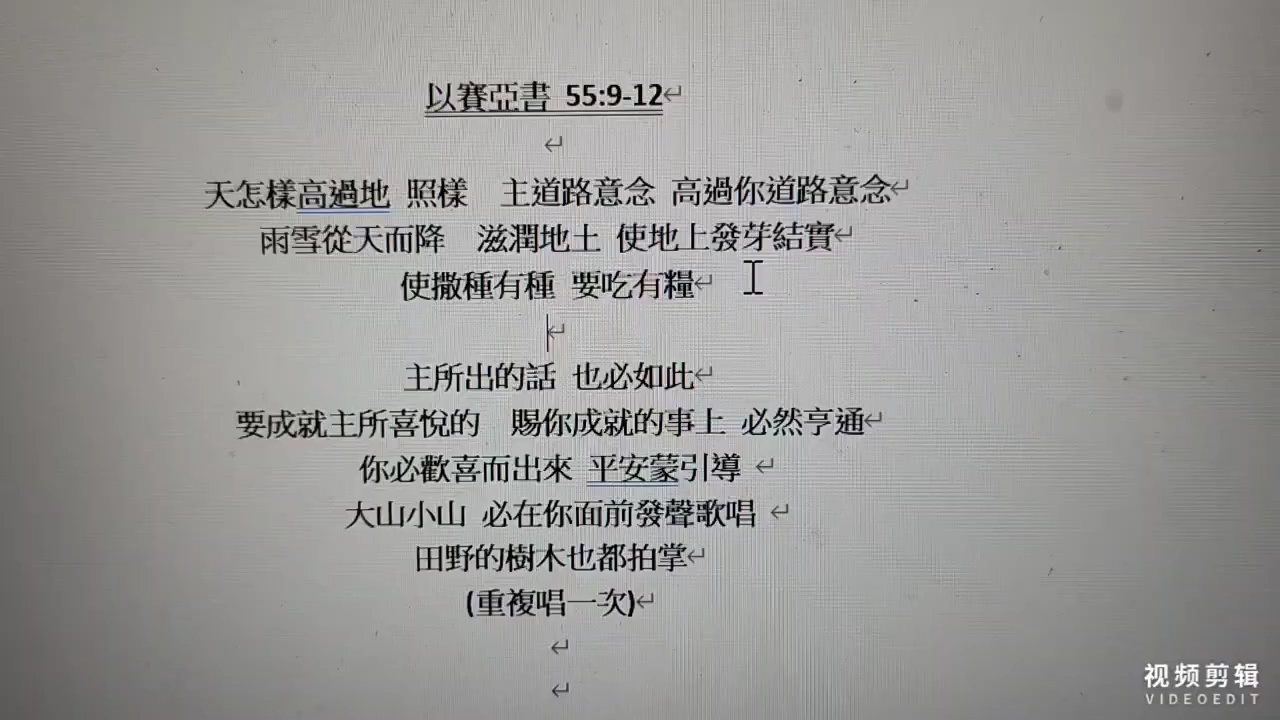 以賽亞書 55:9-12
天怎樣高過地 照樣 主道路意念 高過你道路意念
雨雪從天而降 滋潤地土 使地上發芽結實
使撒種有種 要吃有糧
主所出的話 也必如此
要成就主所喜悅的 賜你成就的事上 必然亨通
你必歡喜而出來 平安蒙引導
大山小山 必在你面前發聲歌唱
田野的樹木也都拍掌
(重複唱一次)
视频剪辑
VIDEOEDIT